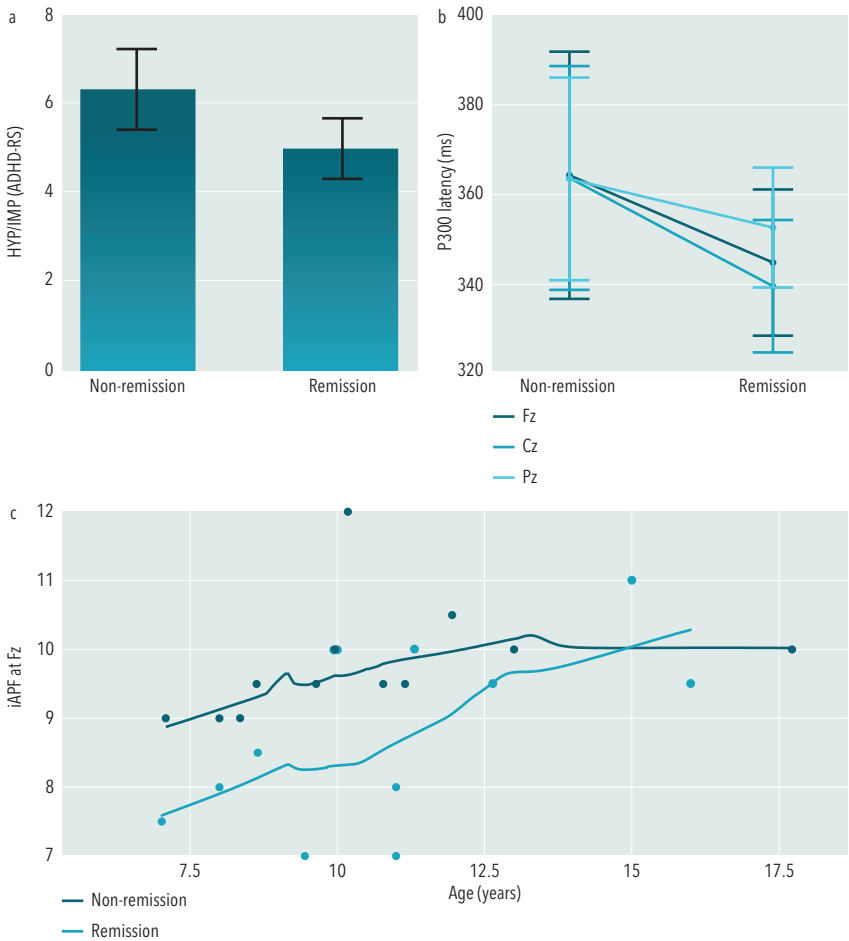 a
8
6
4
2
0
HYP/IMP (ADHD-RS)
Non-remission
Remission
b
400
380
360
340
320
P300 latency (ms)
Non-remission
Remission
Fz
Cz
Pz
c
12
11
10
9
8
7
iAPF at Fz
7.5
10
12.5
15
17.5
Age (years)
Non-remission
Remission